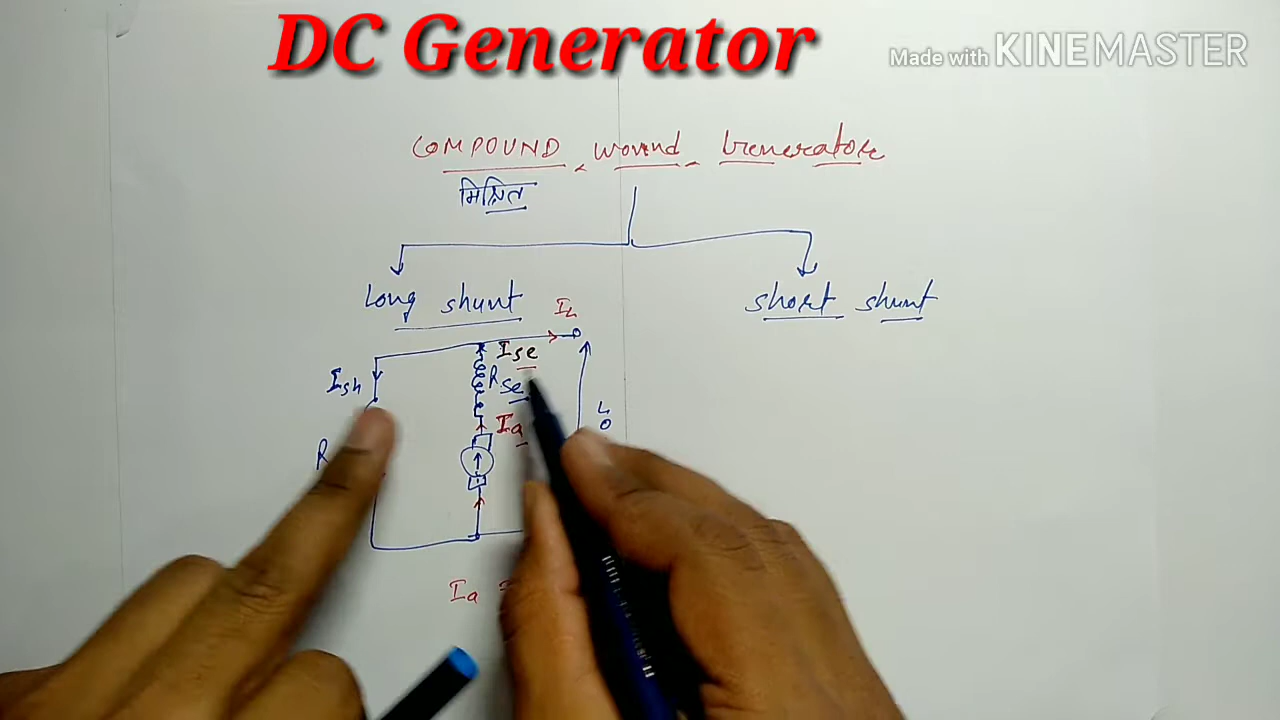 DC Generator
Made with KINEMASTER
COMPOUND wound Generator
मिश्रित
Long shunt
short shunt
IL
Ise
Ish
Rse
Ia
R
Ia